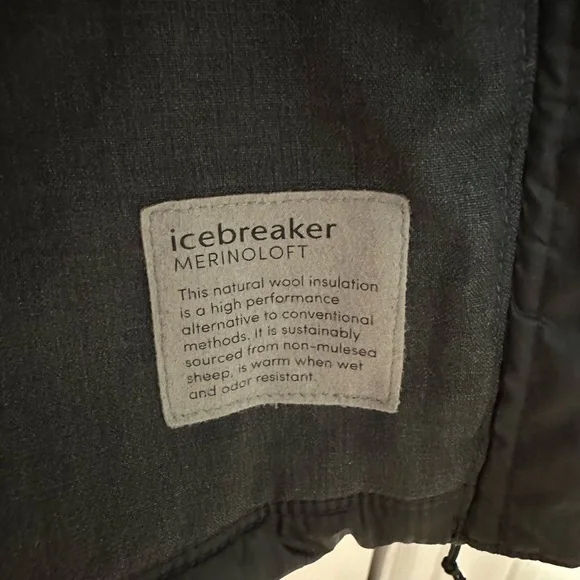 icebreaker
MERINOLOFT
This natural wool insulation
is a high performance
alternative to conventional
methods. It is sustainably
sourced from non-mulesed
sheep, is warm when wet
and odor resistant.